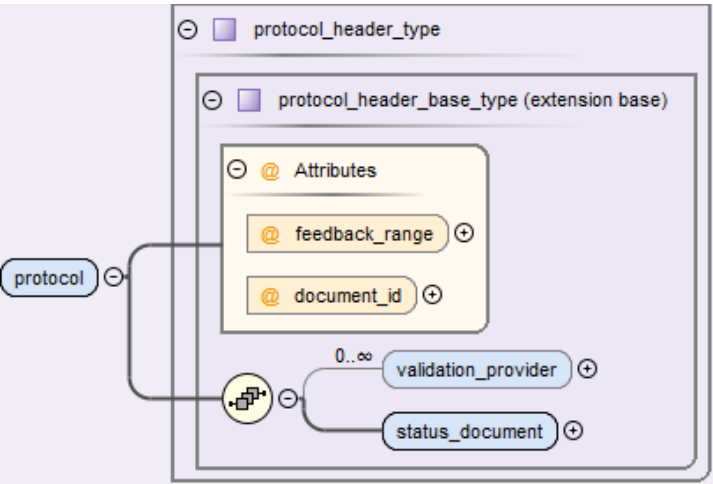 protocol_header_type
protocol_header_base_type (extension base)
@ Attributes
@ feedback_range
protocol
@ document_id
0..∞
validation_provider
status_document